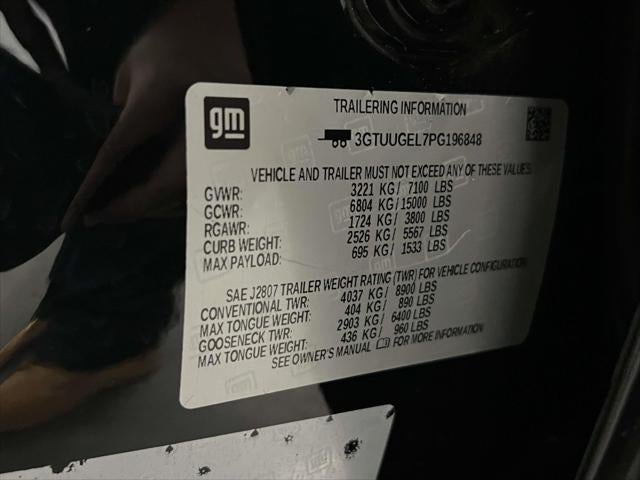 gm
TRAILERING INFORMATION
3GTUUGEL7PG196848
VEHICLE AND TRAILER MUST NOT EXCEED ANY OF THESE VALUES
GVWR: 3221 KG / 7100 LBS
GCWR: 6804 KG / 15000 LBS
RGAWR: 1724 KG / 3800 LBS
CURB WEIGHT: 2526 KG / 5567 LBS
MAX PAYLOAD: 695 KG / 1533 LBS
SAE J2807 TRAILER WEIGHT RATING (TWR) FOR VEHICLE CONFIGURATION
CONVENTIONAL TWR: 4037 KG / 8900 LBS
MAX TONGUE WEIGHT: 404 KG / 890 LBS
GOOSENECK TWR: 2903 KG / 6400 LBS
MAX TONGUE WEIGHT: 436 KG / 960 LBS
SEE OWNER'S MANUAL FOR MORE INFORMATION